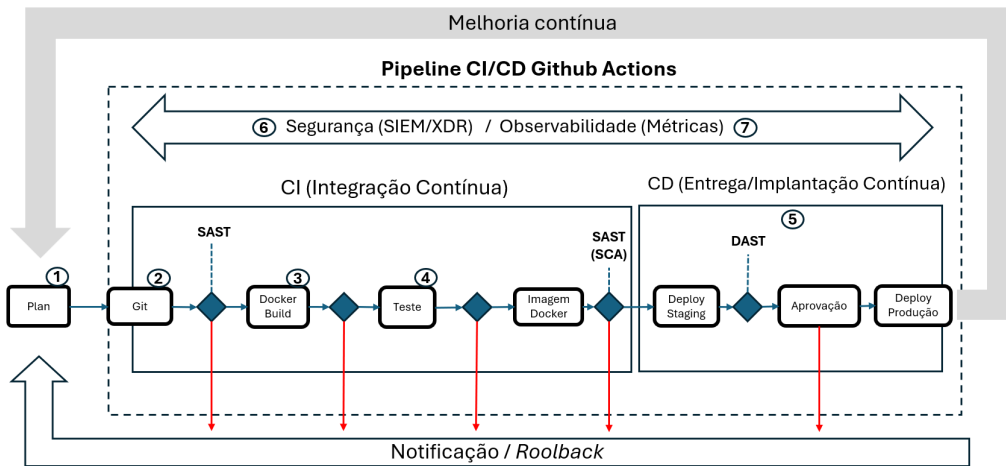 Melhoria contínua
Pipeline CI/CD Github Actions
6 Segurança (SIEM/XDR) / Observabilidade (Métricas) 7
CI (Integração Contínua)
CD (Entrega/Implantação Contínua)
5
SAST
SAST
(SCA)
DAST
1
2
3
4
Plan
Git
Docker
Build
Teste
Imagem
Docker
Deploy
Staging
Aprovação
Deploy
Produção
Notificação / Roolback